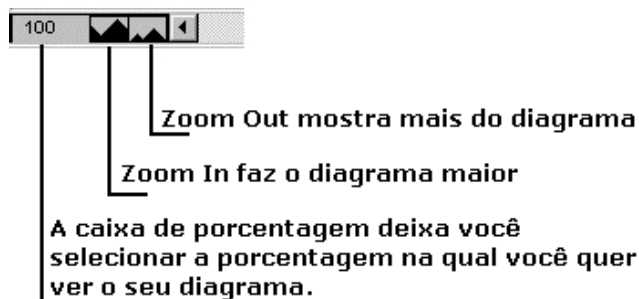 100
Zoom Out mostra mais do diagrama
Zoom In faz o diagrama maior
A caixa de porcentagem deixa você
selecionar a porcentagem na qual você quer
ver o seu diagrama.